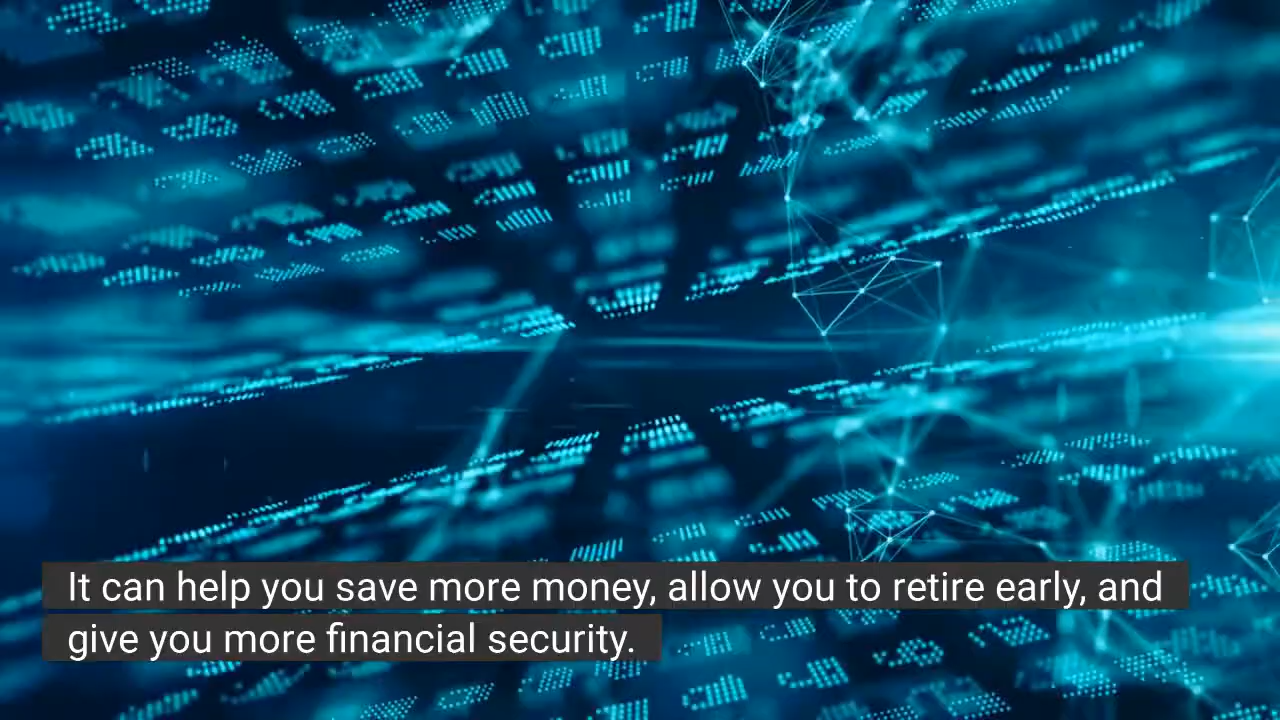 It can help you save more money, allow you to retire early, and
give you more financial security.